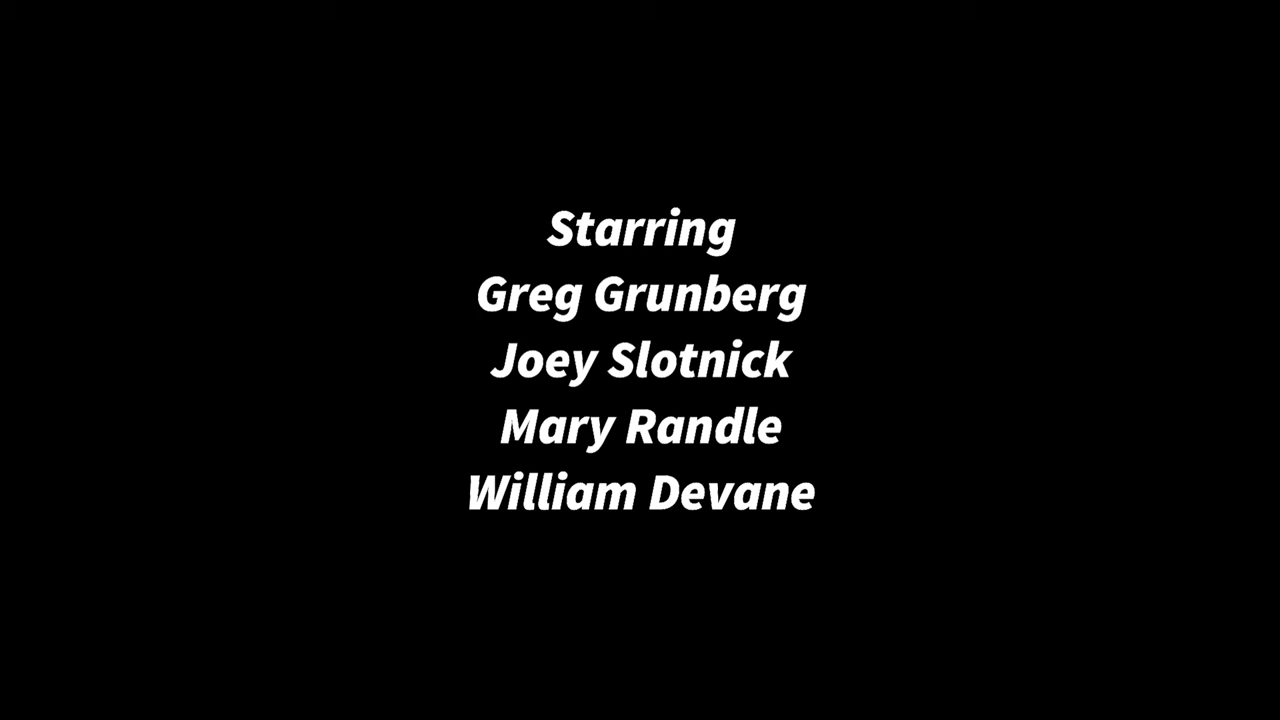 Starring
Greg Grunberg
Joey Slotnick
Mary Randle
William Devane